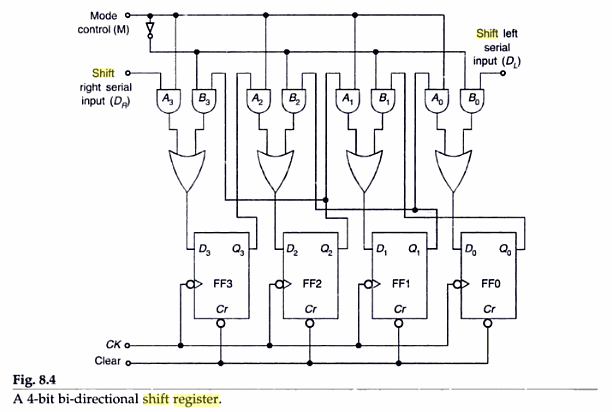 Mode
control (M)
Shift left
serial
input (D_L)
Shift
right serial
input (D_R)
A₃ B₃ A₂ B₂ A₁ B₁ A₀ B₀
D₃ Q₃ D₂ Q₂ D₁ Q₁ D₀ Q₀
FF3 FF2 FF1 FF0
Cr Cr Cr Cr
CK
Clear
Fig. 8.4
A 4-bit bi-directional shift register.